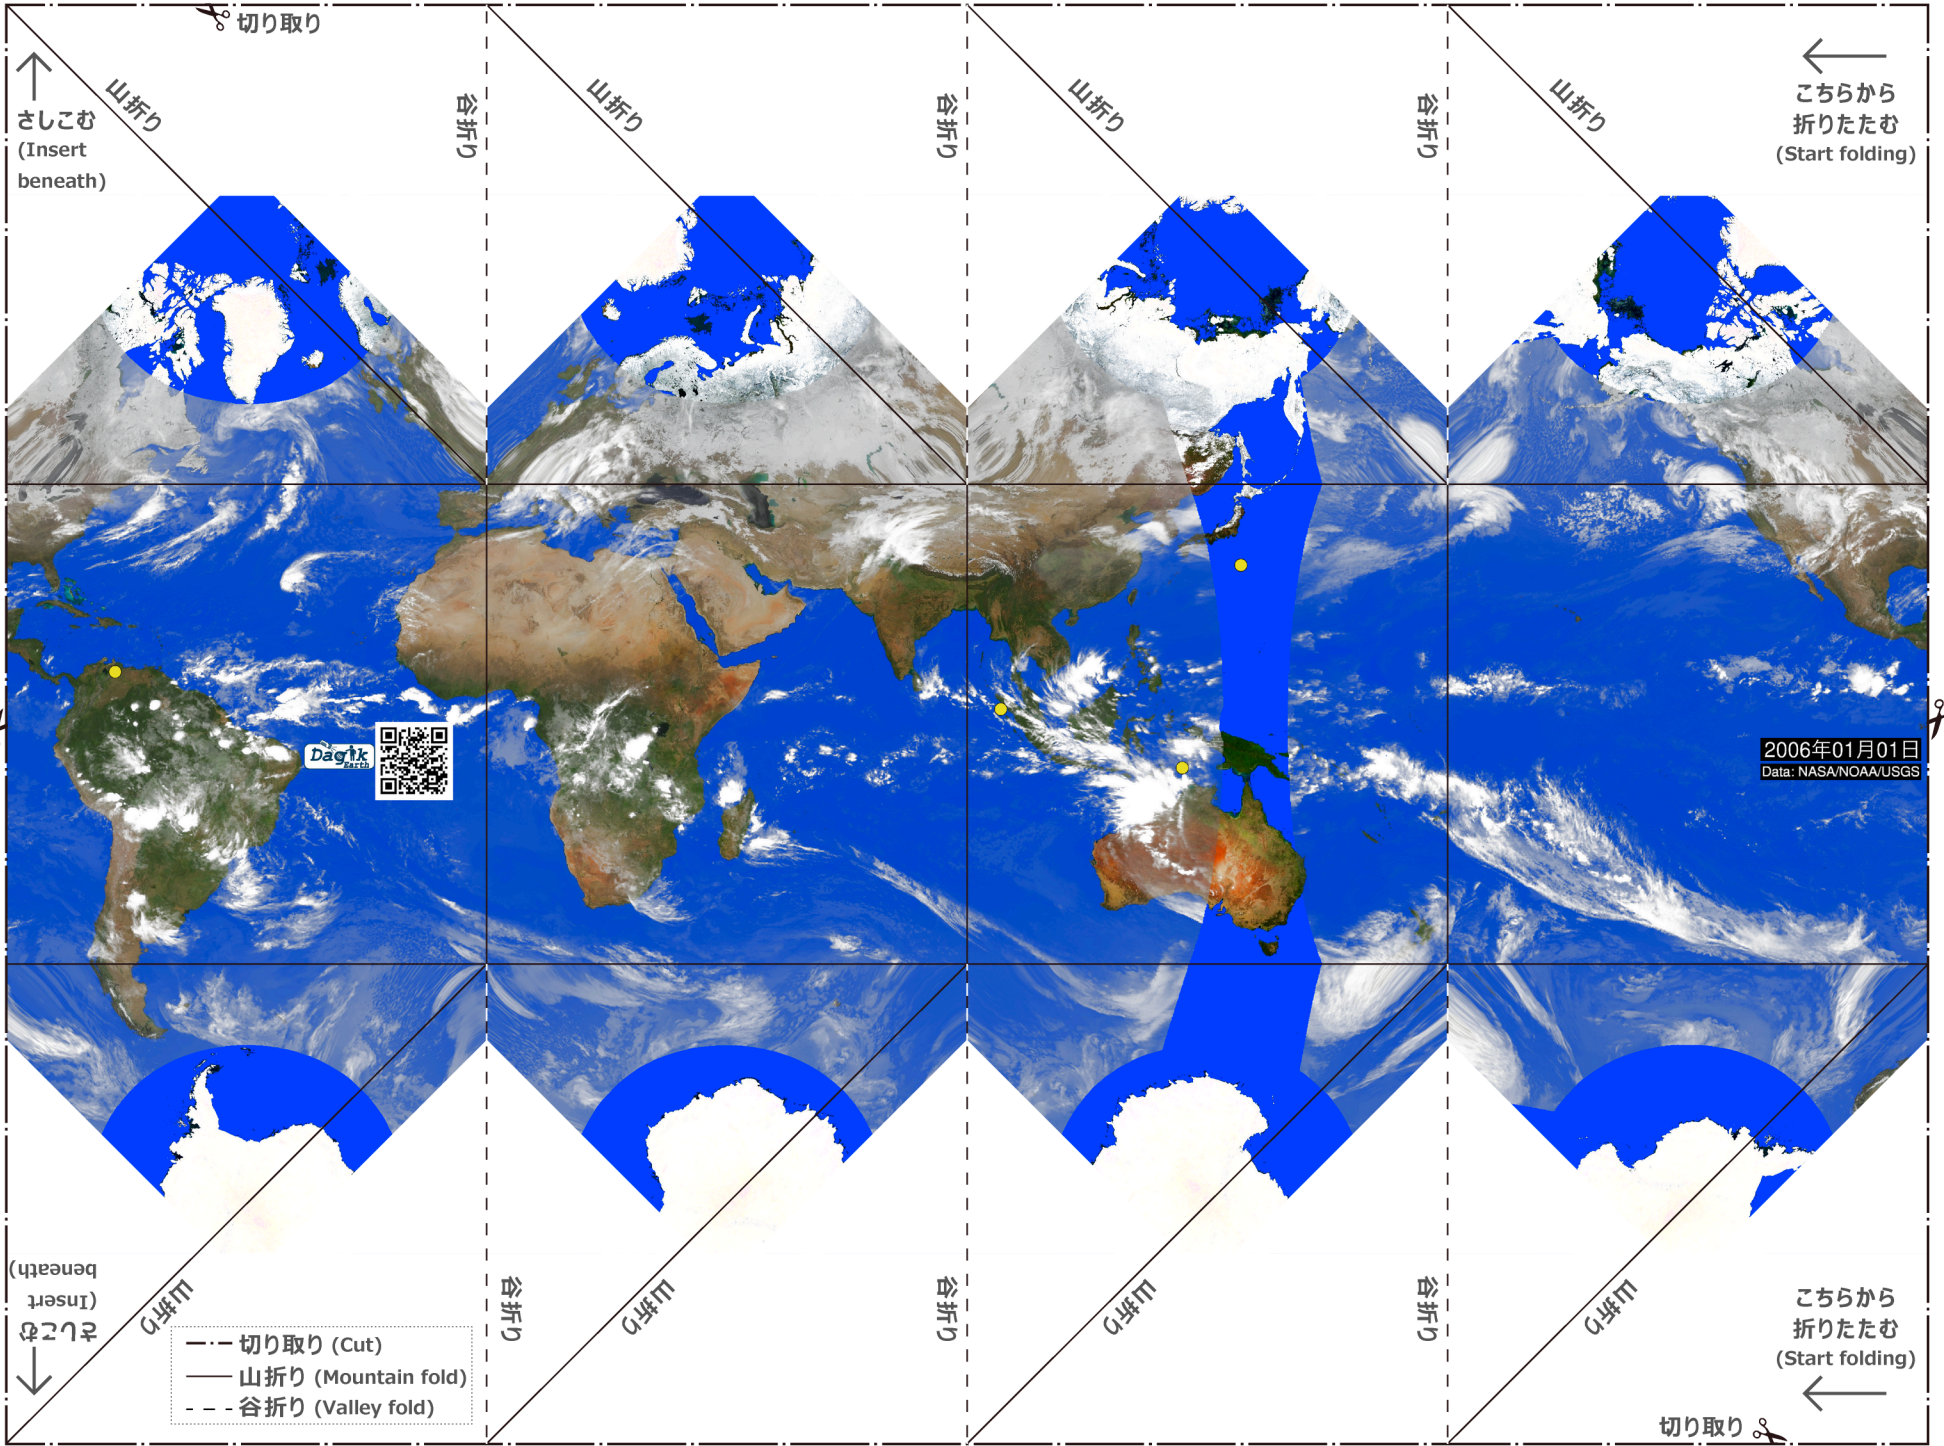 切り取り
山折り
谷折り
山折り
谷折り
山折り
谷折り
山折り
こちらから
折りたたむ
(Start folding)
さしこむ
(Insert
beneath)
Dagik
Earth
2006年01月01日
Data: NASA/NOAA/USGS
さしこむ
(Insert
beneath)
山折り
谷折り
山折り
谷折り
山折り
谷折り
山折り
こちらから
折りたたむ
(Start folding)
切り取り (Cut)
山折り (Mountain fold)
谷折り (Valley fold)
切り取り